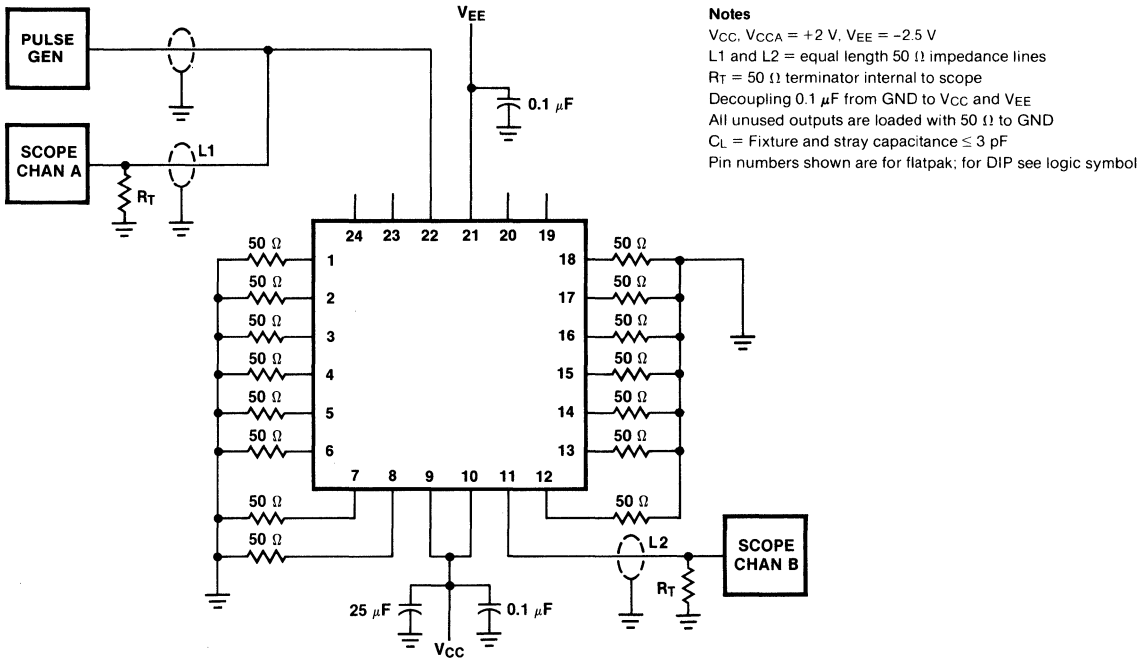 VEE
PULSE
GEN
0.1 μF
SCOPE
CHAN A
L1
RT
Notes
VCC, VCCA = +2 V, VEE = −2.5 V
L1 and L2 = equal length 50 Ω impedance lines
RT = 50 Ω terminator internal to scope
Decoupling 0.1 μF from GND to VCC and VEE
All unused outputs are loaded with 50 Ω to GND
CL = Fixture and stray capacitance ≤ 3 pF
Pin numbers shown are for flatpak; for DIP see logic symbol
24 23 22 21 20 19
50 Ω 1 18 50 Ω
50 Ω 2 17 50 Ω
50 Ω 3 16 50 Ω
50 Ω 4 15 50 Ω
50 Ω 5 14 50 Ω
50 Ω 6 13 50 Ω
7 8 9 10 11 12
50 Ω 50 Ω
50 Ω
L2
SCOPE
CHAN B
RT
25 μF 0.1 μF
VCC